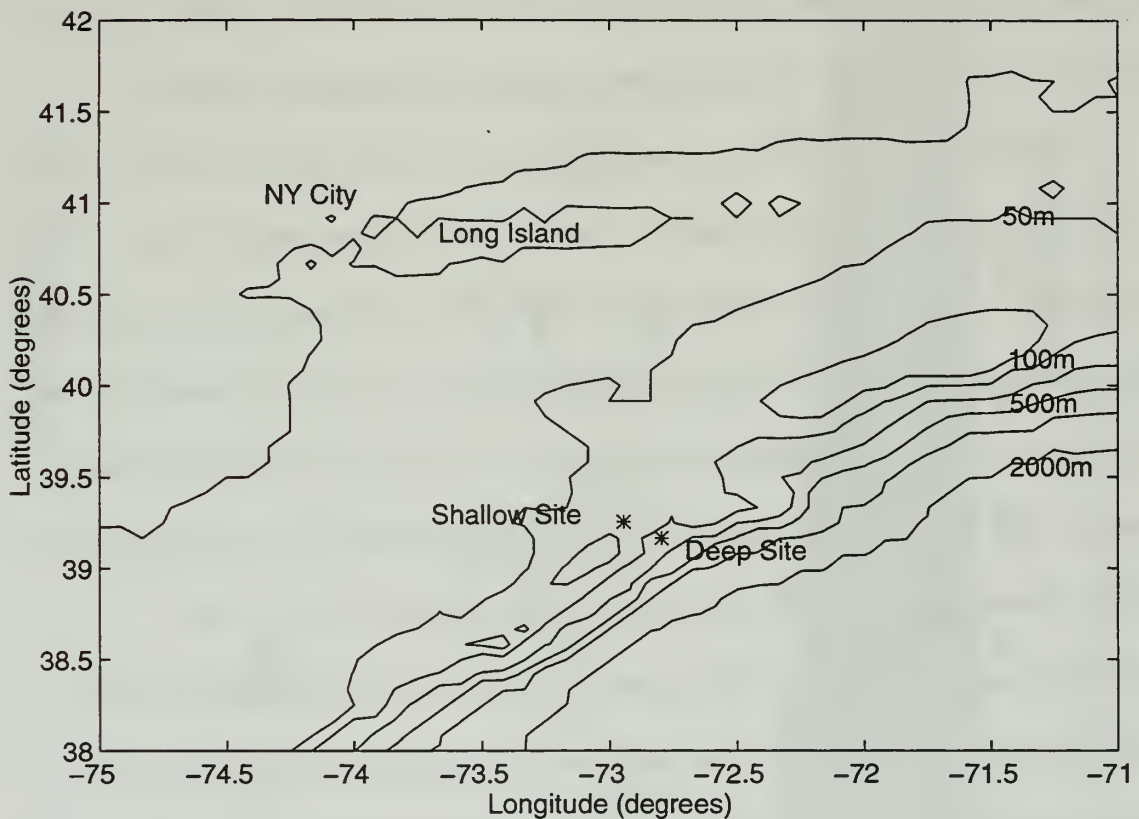 42
41.5
41
40.5
40
39.5
39
38.5
38
Latitude (degrees)
NY City
Long Island
50m
100m
500m
2000m
Shallow Site
Deep Site
−75
−74.5
−74
−73.5
−73
−72.5
−72
−71.5
−71
Longitude (degrees)